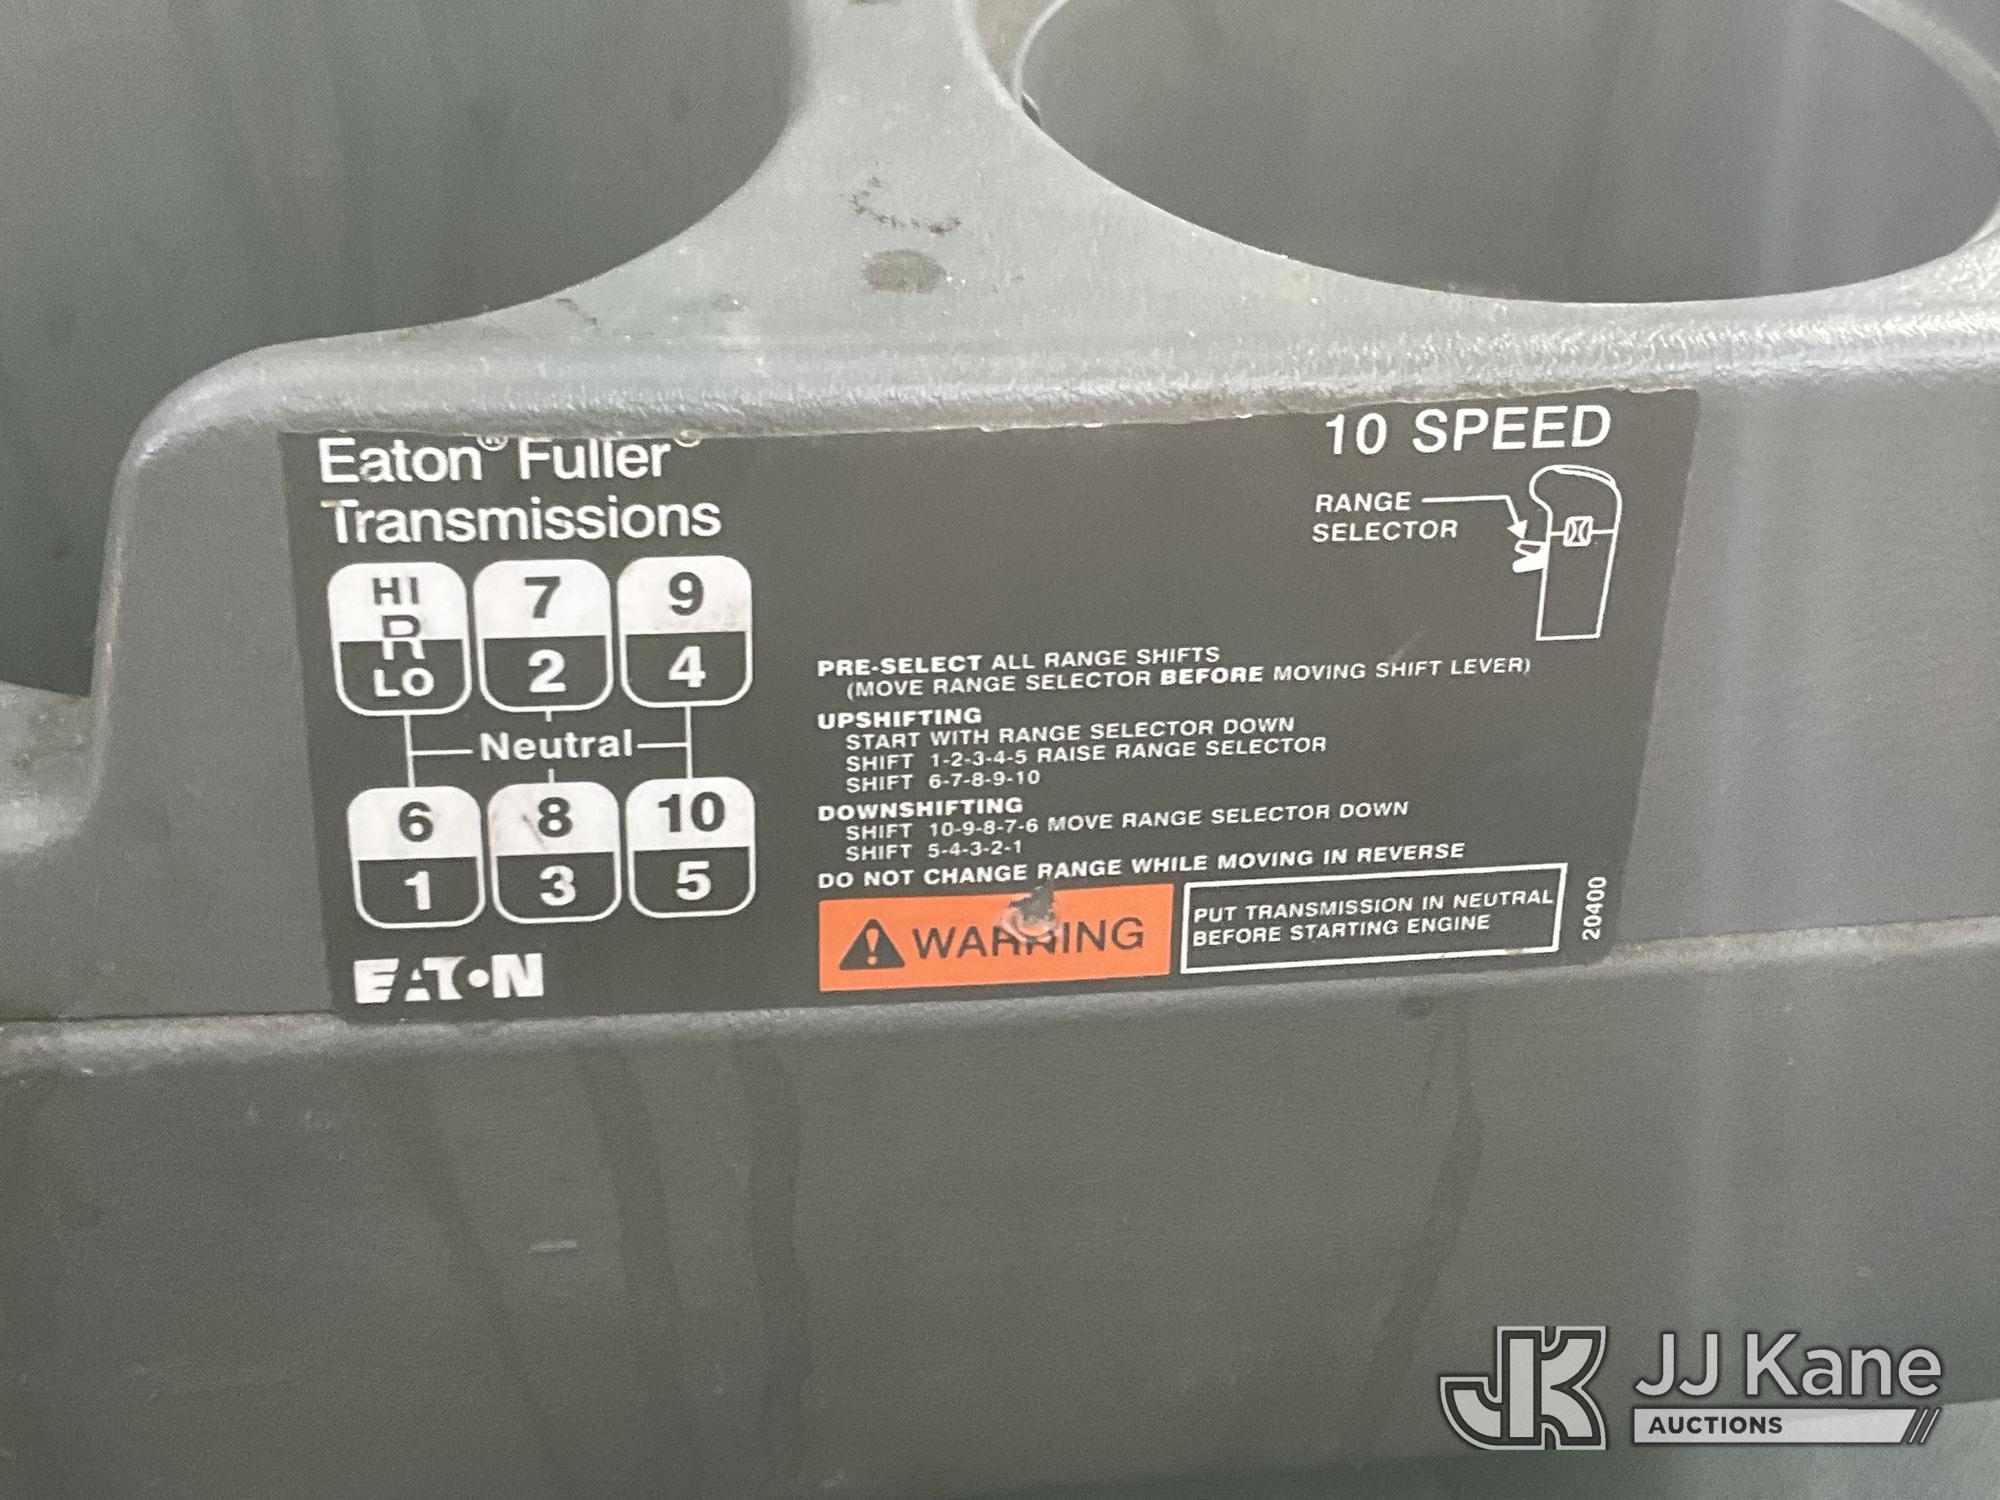 Eaton® Fuller®
Transmissions
10 SPEED
RANGE
SELECTOR
HI 7 9
R
LO 2 4
Neutral
6 8 10
1 3 5
PRE-SELECT ALL RANGE SHIFTS
(MOVE RANGE SELECTOR BEFORE MOVING SHIFT LEVER)
UPSHIFTING
START WITH RANGE SELECTOR DOWN
SHIFT 1-2-3-4-5 RAISE RANGE SELECTOR
SHIFT 6-7-8-9-10
DOWNSHIFTING
SHIFT 10-9-8-7-6 MOVE RANGE SELECTOR DOWN
SHIFT 5-4-3-2-1
DO NOT CHANGE RANGE WHILE MOVING IN REVERSE
WARNING
PUT TRANSMISSION IN NEUTRAL
BEFORE STARTING ENGINE
20400
EATON
JK
JJ Kane
AUCTIONS